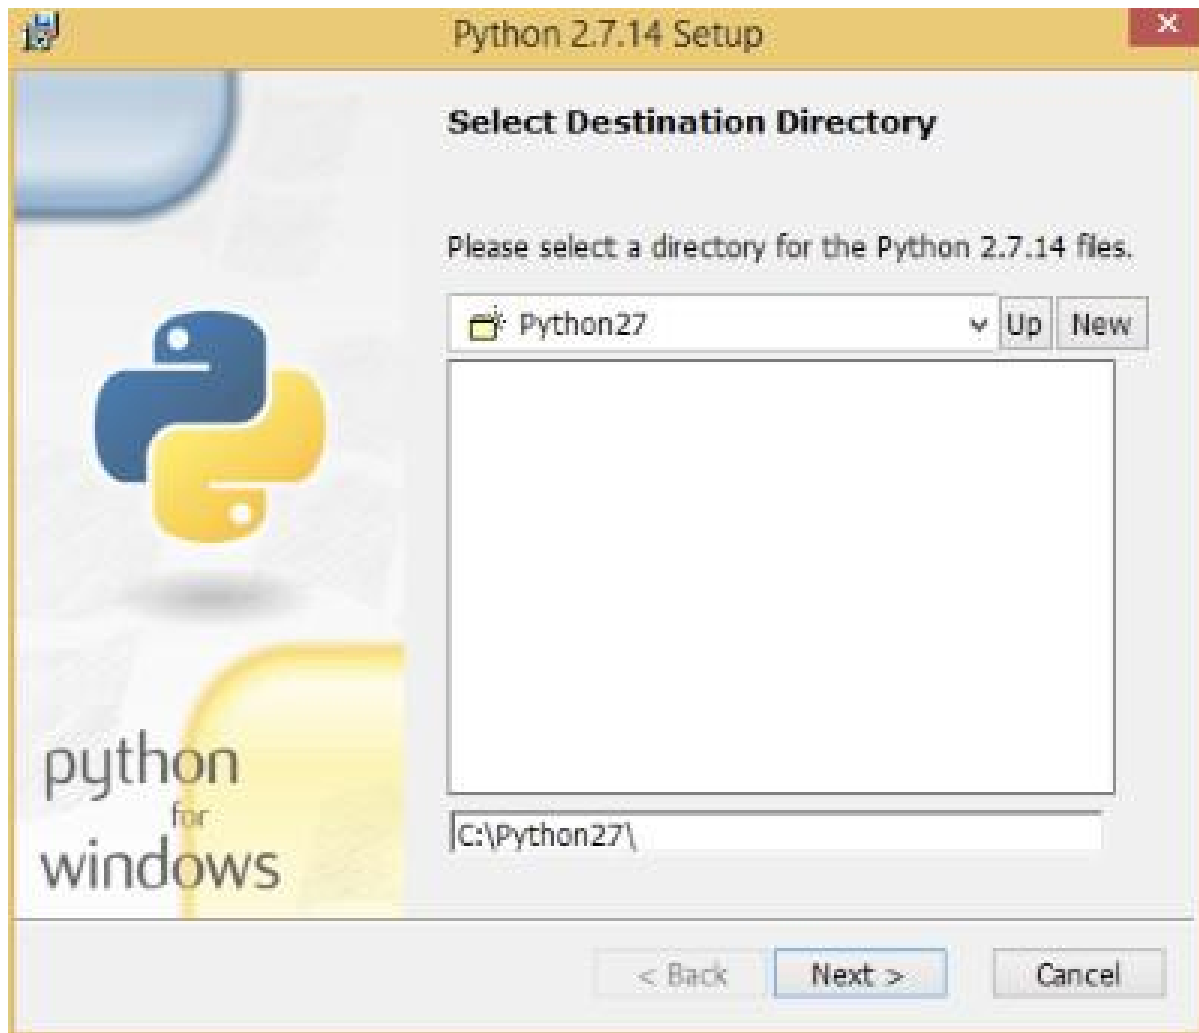 Python 2.7.14 Setup
Select Destination Directory
Please select a directory for the Python 2.7.14 files.
Python27
Up
New
C:\Python27\
python
for
windows
< Back
Next >
Cancel